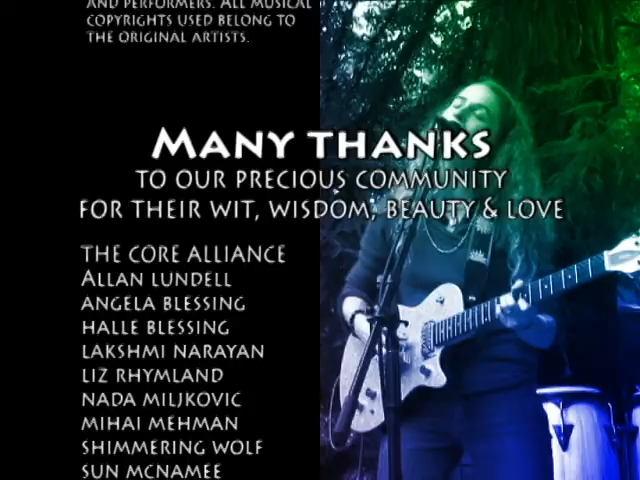 AND PERFORMERS. ALL MUSICAL
COPYRIGHTS USED BELONG TO
THE ORIGINAL ARTISTS.
MANY THANKS
TO OUR PRECIOUS COMMUNITY
FOR THEIR WIT, WISDOM, BEAUTY & LOVE
THE CORE ALLIANCE
ALLAN LUNDELL
ANGELA BLESSING
HALLE BLESSING
LAKSHMI NARAYAN
LIZ RHYMLAND
NADA MILJKOVIC
MIHAI MEHMAN
SHIMMERING WOLF
SUN MCNAMEE